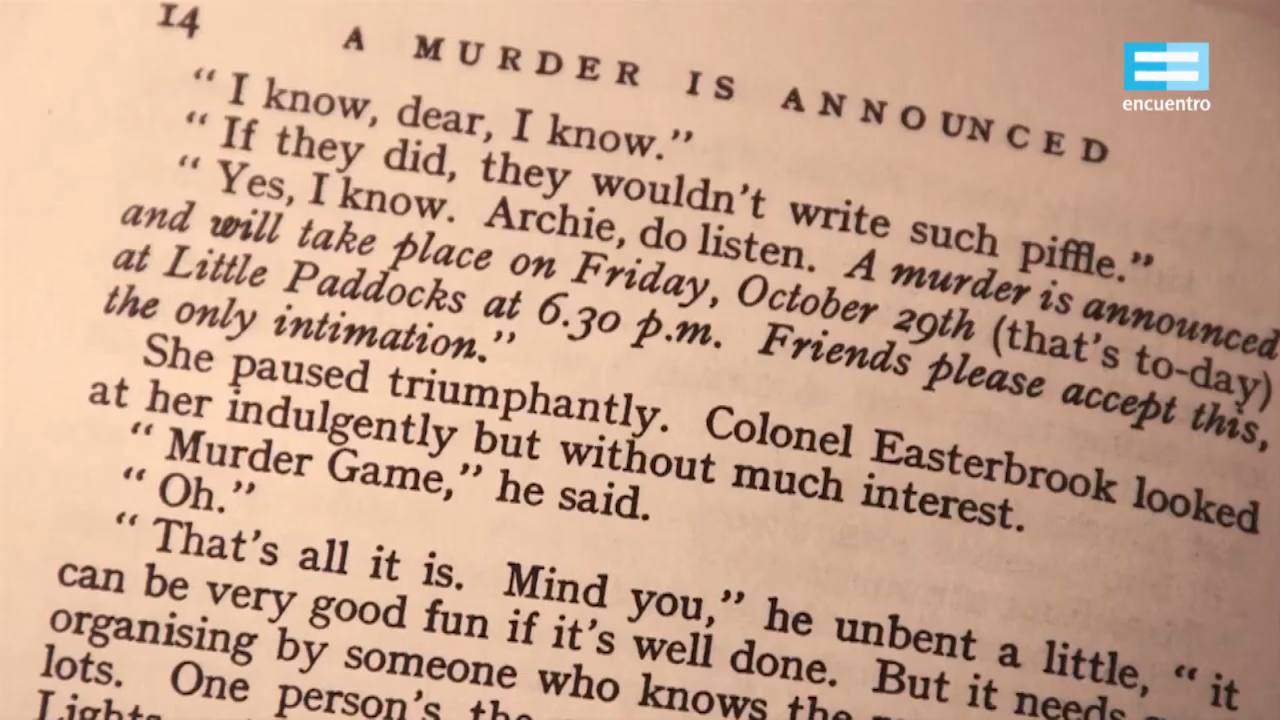 14 A MURDER IS ANNOUNCED
encuentro
“ I know, dear, I know.”
“ If they did, they wouldn’t write such piffle.”
“ Yes, I know. Archie, do listen. A murder is announced
and will take place on Friday, October 29th (that’s to-day)
at Little Paddocks at 6.30 p.m. Friends please accept this,
the only intimation.”
She paused triumphantly. Colonel Easterbrook looked
at her indulgently but without much interest.
“ Murder Game,” he said.
“ Oh.”
“ That’s all it is. Mind you,” he unbent a little, “ it
can be very good fun if it’s well done. But it needs
organising by someone who knows the
lots. One person’s the
Lights